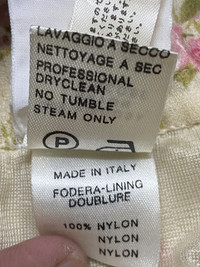 LAVAGGIO A SECCO
NETTOYAGE A SEC
PROFESSIONAL
DRYCLEAN
NO TUMBLE
STEAM ONLY
P
MADE IN ITALY
FODERA-LINING
DOUBLURE
100% NYLON
NYLON
NYLON